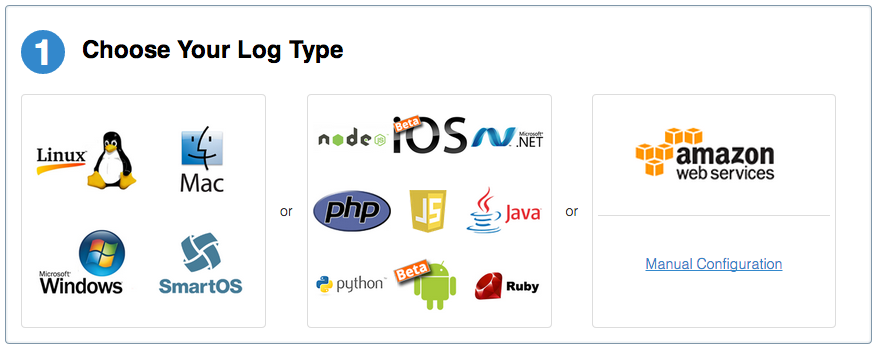 1 Choose Your Log Type
Linux
Mac
Microsoft
Windows
SmartOS
or
node JS
Beta
iOS
Microsoft
.NET
php
JS
Java
python
Beta
Ruby
or
amazon
web services
Manual Configuration